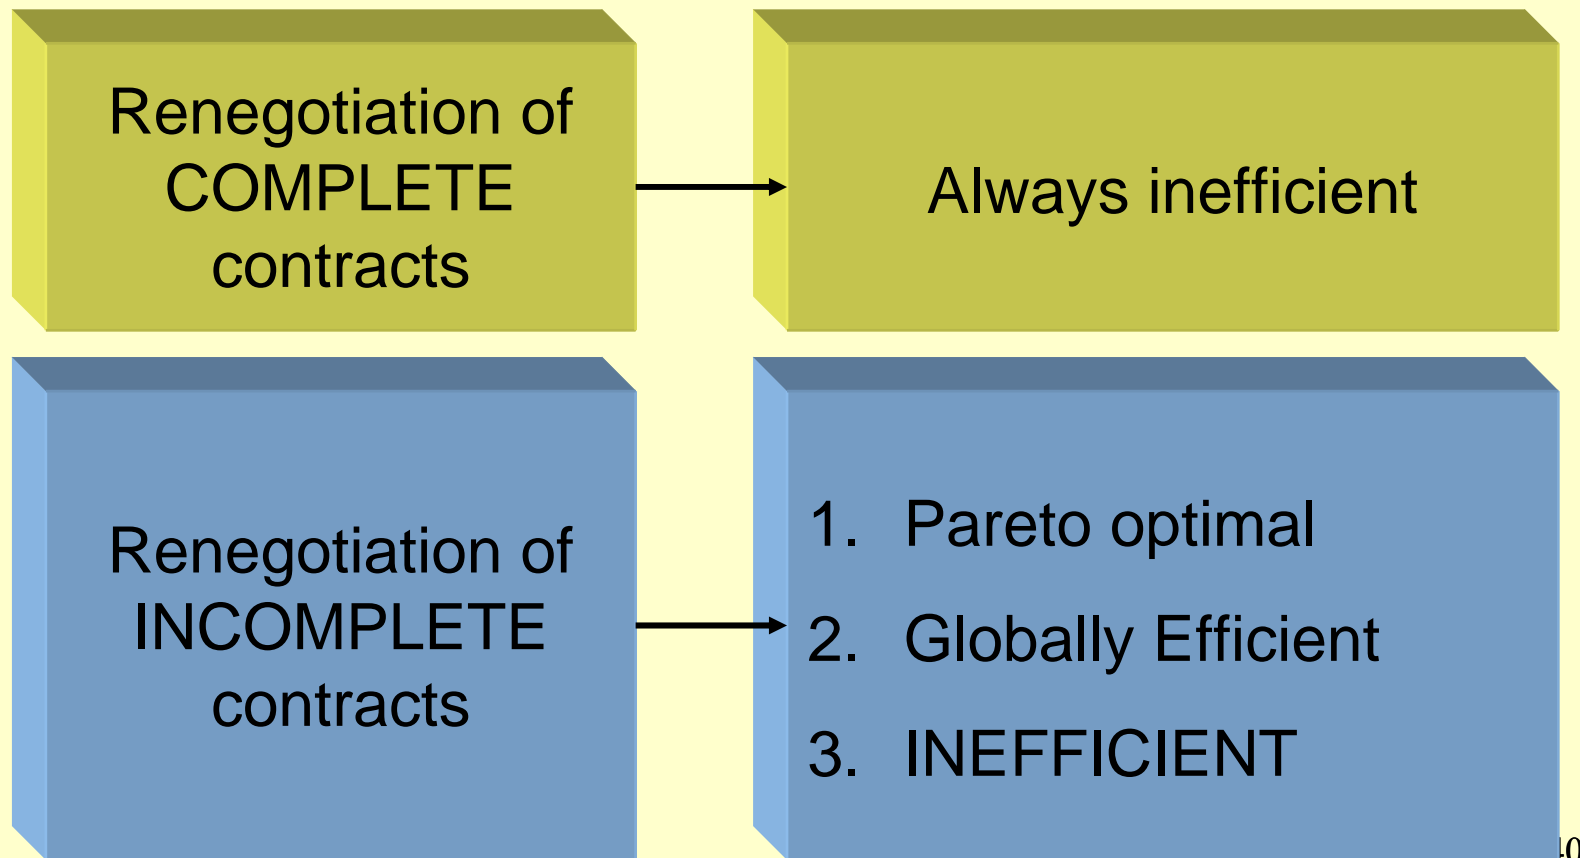 Renegotiation of
COMPLETE
contracts
Always inefficient
Renegotiation of
INCOMPLETE
contracts
1. Pareto optimal
2. Globally Efficient
3. INEFFICIENT